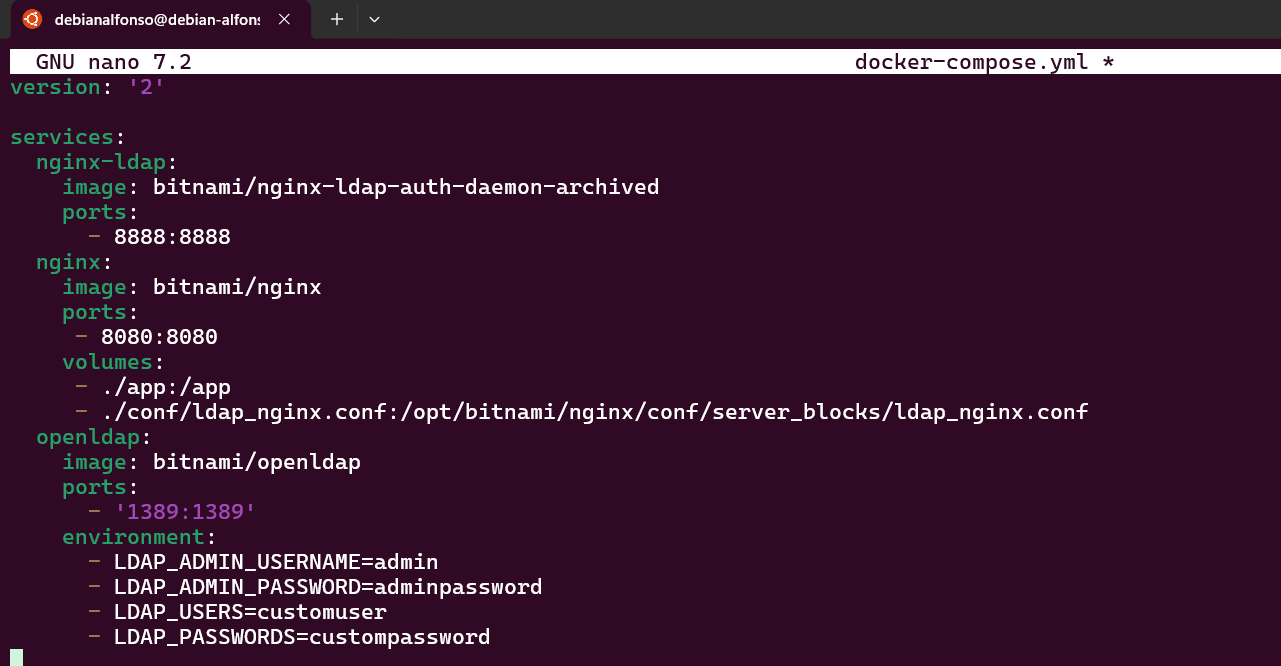 debianalfonso@debian-alfons
GNU nano 7.2 docker-compose.yml *
version: '2'
services:
  nginx-ldap:
    image: bitnami/nginx-ldap-auth-daemon-archived
    ports:
      - 8888:8888
  nginx:
    image: bitnami/nginx
    ports:
     - 8080:8080
    volumes:
     - ./app:/app
     - ./conf/ldap_nginx.conf:/opt/bitnami/nginx/conf/server_blocks/ldap_nginx.conf
  openldap:
    image: bitnami/openldap
    ports:
      - '1389:1389'
    environment:
      - LDAP_ADMIN_USERNAME=admin
      - LDAP_ADMIN_PASSWORD=adminpassword
      - LDAP_USERS=customuser
      - LDAP_PASSWORDS=custompassword